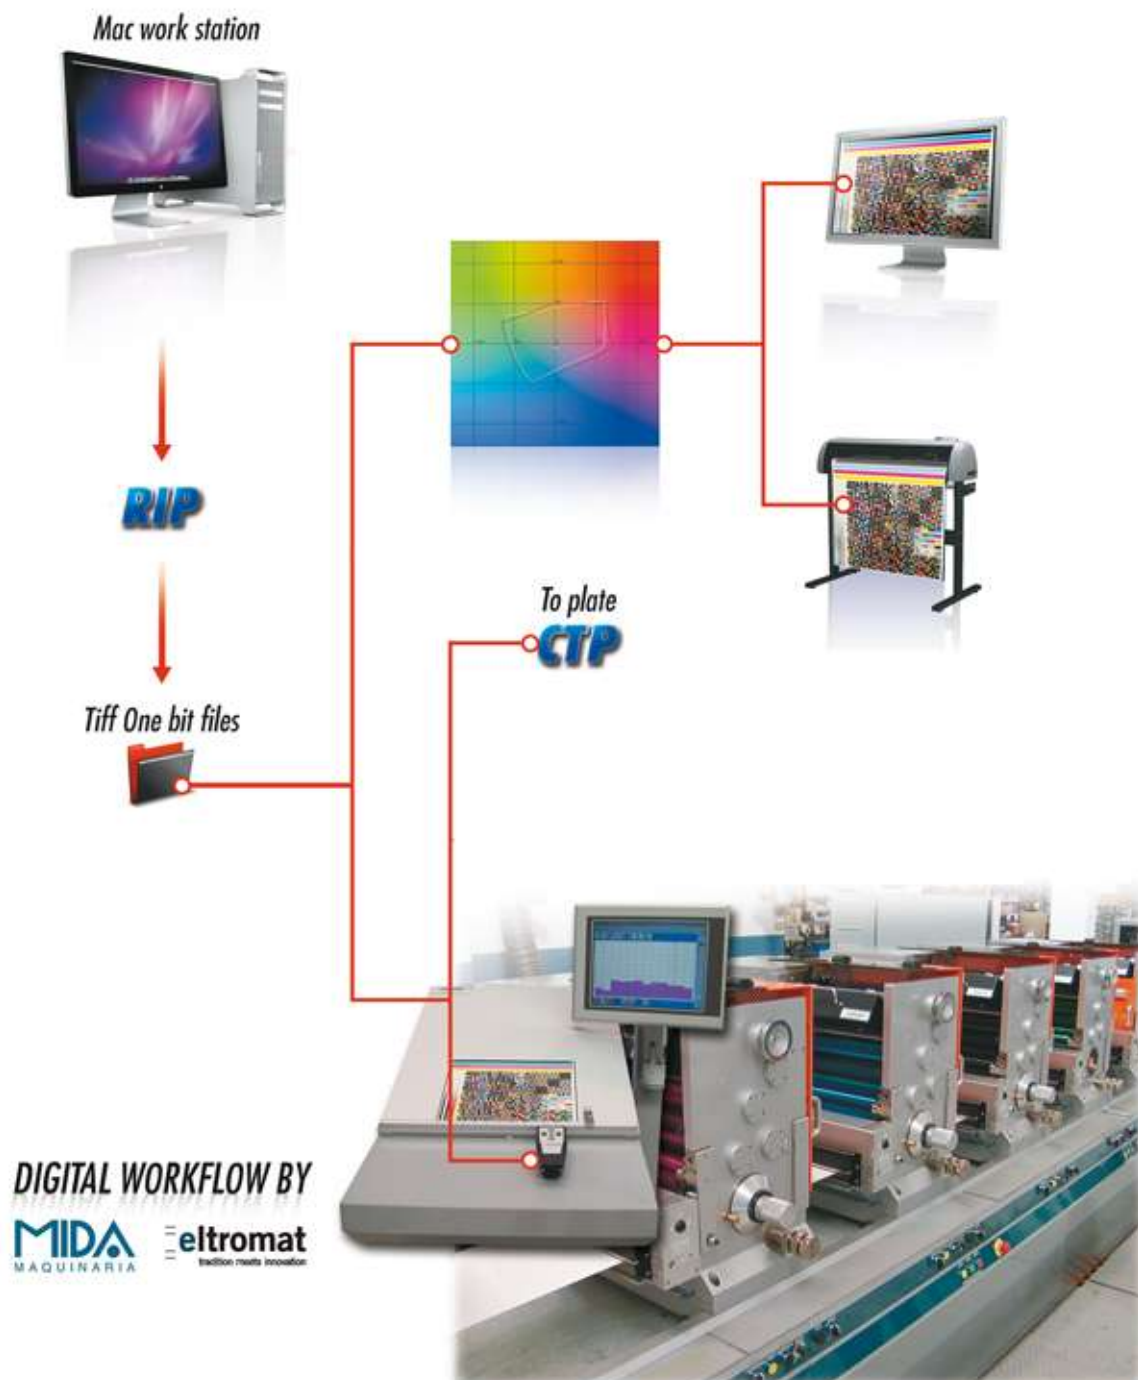 Mac work station
RIP
To plate
CTP
Tiff One bit files
DIGITAL WORKFLOW BY
MIDA
MAQUINARIA
eltromat
tradition meets innovation